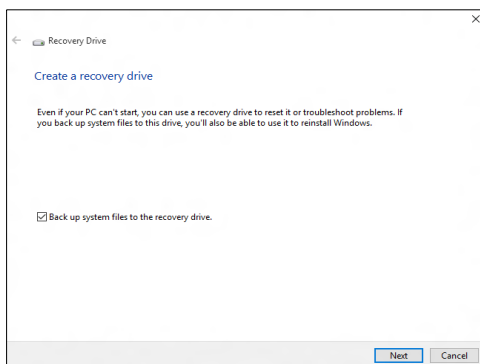 Recovery Drive
Create a recovery drive
Even if your PC can't start, you can use a recovery drive to reset it or troubleshoot problems. If
you back up system files to this drive, you'll also be able to use it to reinstall Windows.
Back up system files to the recovery drive.
Next Cancel